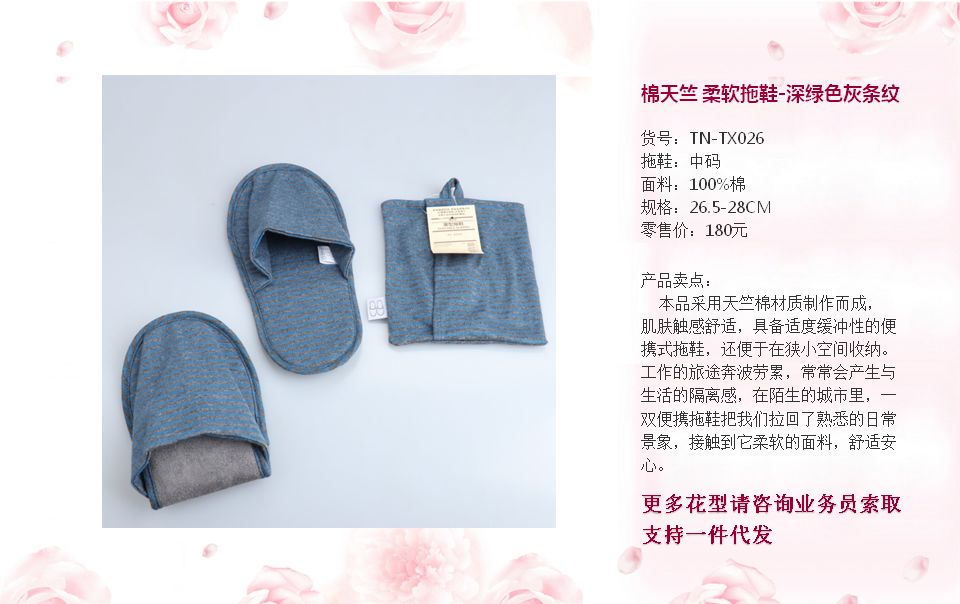 棉天竺 柔软拖鞋-深绿色灰条纹
货号：TN-TX026
拖鞋：中码
面料：100%棉
规格：26.5-28CM
零售价：180元
产品卖点：
本品采用天竺棉材质制作而成，
肌肤触感舒适，具备适度缓冲性的便
携式拖鞋，还便于在狭小空间收纳。
工作的旅途奔波劳累，常常会产生与
生活的隔离感，在陌生的城市里，一
双便携拖鞋把我们拉回了熟悉的日常
景象，接触到它柔软的面料，舒适安
心。
更多花型请咨询业务员索取
支持一件代发